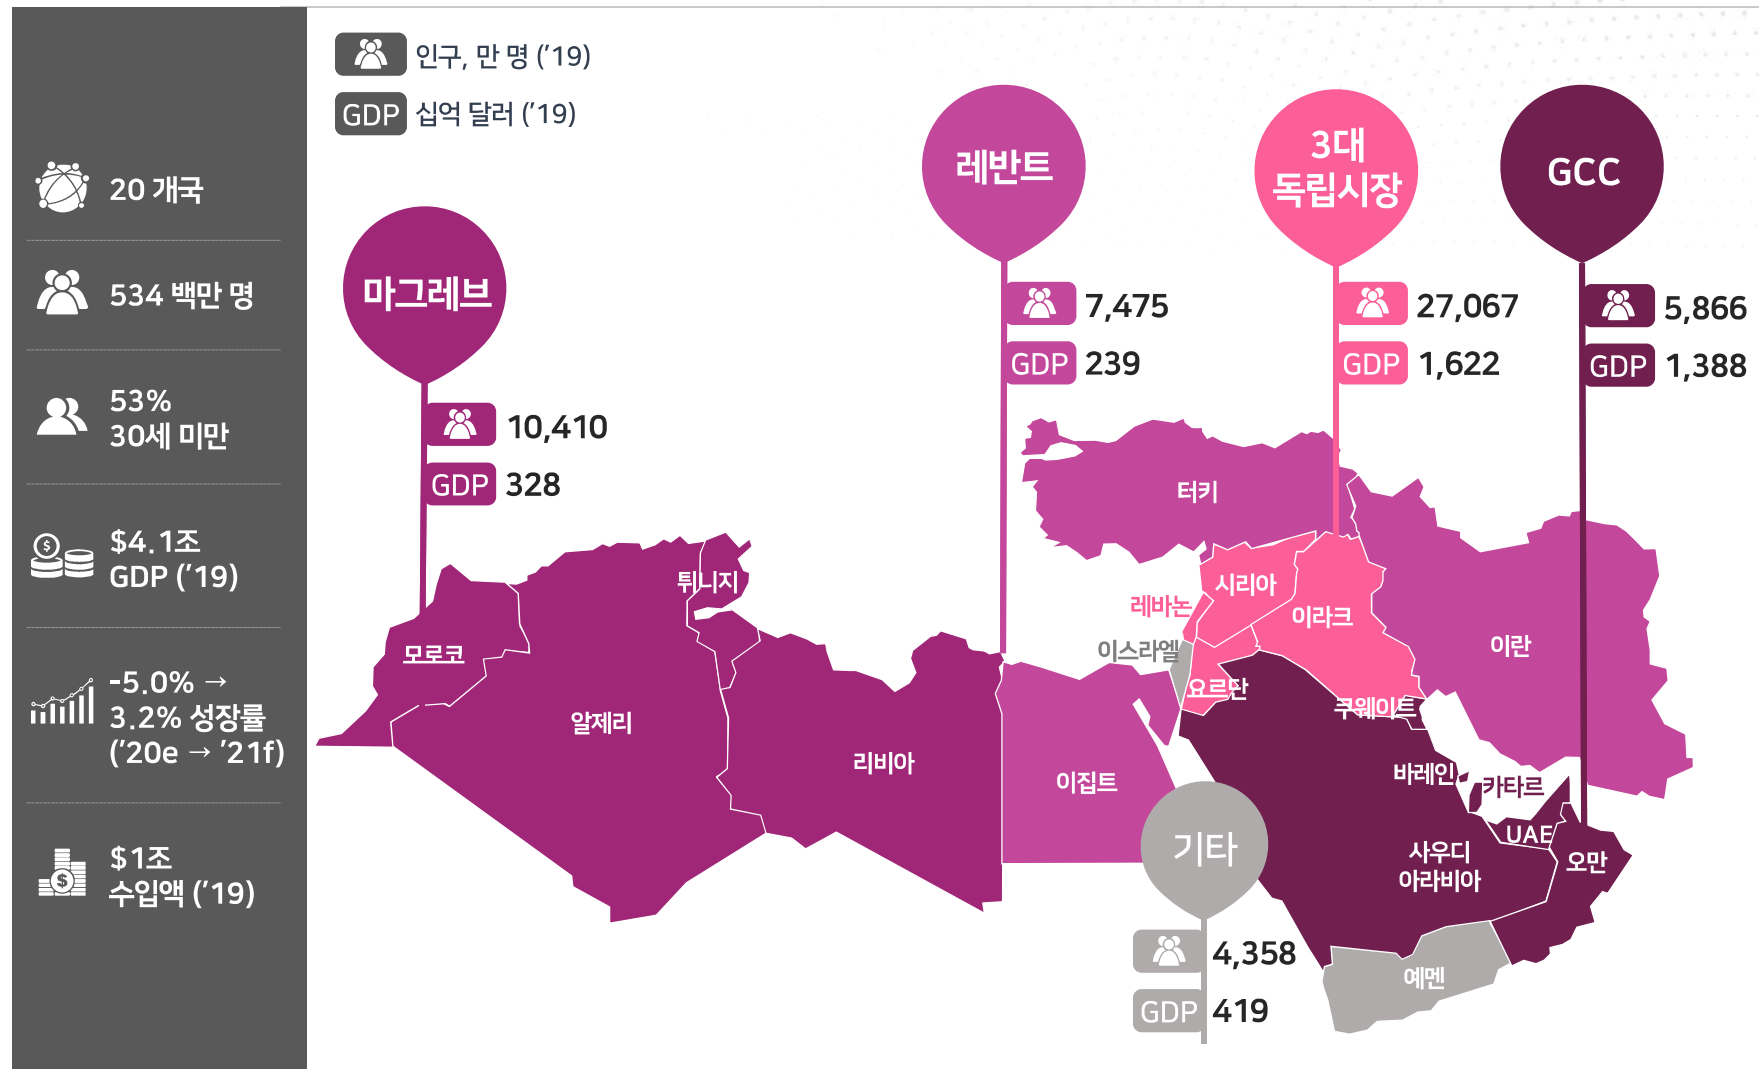 20 개국
534 백만 명
53%
30세 미만
$4.1조
GDP (’19)
-5.0% →
3.2% 성장률
(’20e → ’21f)
$1조
수입액 (’19)
인구, 만 명 (’19)
GDP 십억 달러 (’19)
마그레브
10,410
GDP 328
레반트
7,475
GDP 239
3대
독립시장
27,067
GDP 1,622
GCC
5,866
GDP 1,388
터키
튀니지
시리아
레바논
이라크
이스라엘
이란
모로코
요르단
쿠웨이트
알제리
리비아
이집트
바레인
카타르
UAE
사우디
아라비아
오만
기타
4,358
GDP 419
예멘